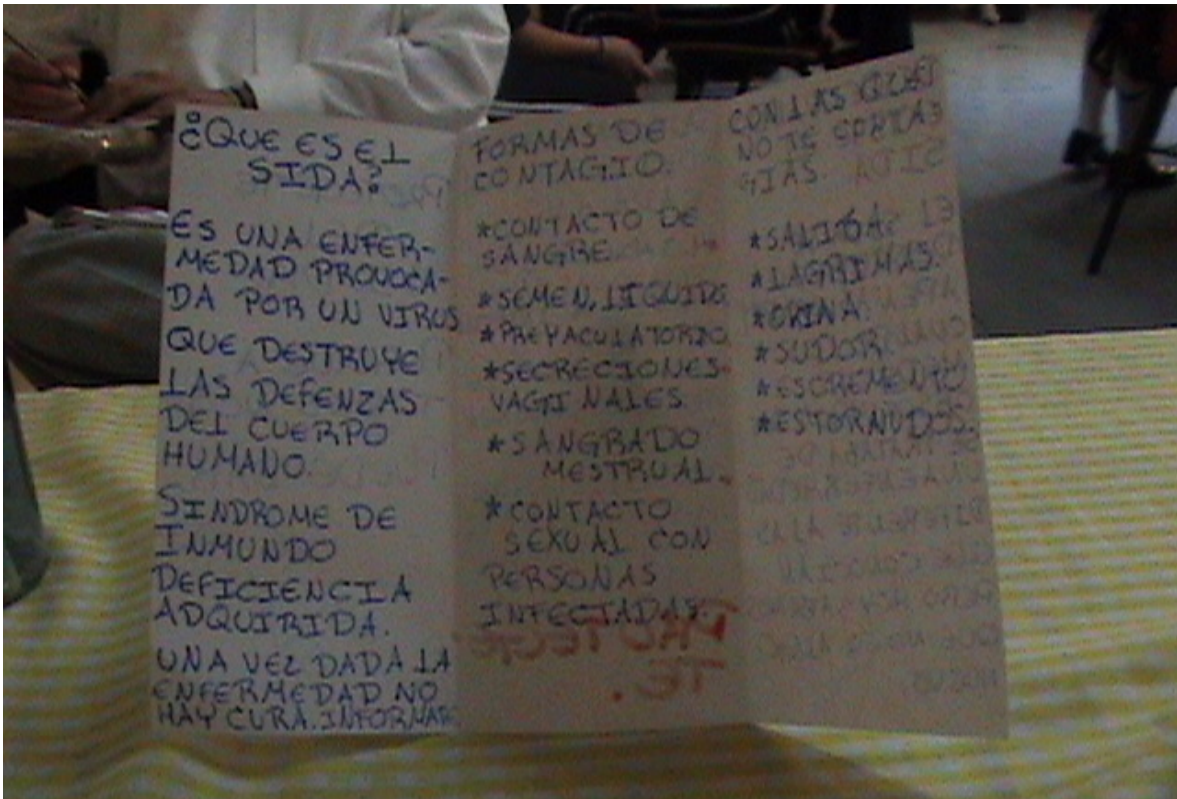 ¿QUE ES EL
SIDA?
ES UNA ENFER-
MEDAD PROVOCA-
DA POR UN VIRUS
QUE DESTRUYE
LAS DEFENZAS
DEL CUERPO
HUMANO.
SINDROME DE
INMUNDO
DEFICIENCIA
ADQUIRIDA.
UNA VEZ DADA LA
ENFERMEDAD NO
HAY CURA. INFORMATE
FORMAS DE
CONTAGIO.
*CONTACTO DE
SANGRE.
*SEMEN, LIQUIDO
*PREYACULATORIO.
*SECRECIONES
VAGINALES.
*SANGRADO
MESTRUAL.
*CONTACTO
SEXUAL CON
PERSONAS
INFECTADAS.
CON LAS QUE
NO TE CONTA-
GIAS.
*SALIBA.
*LAGRIMAS.
*ORINA.
*SUDOR.
*ESCREMENTO
*ESTORNUDOS.